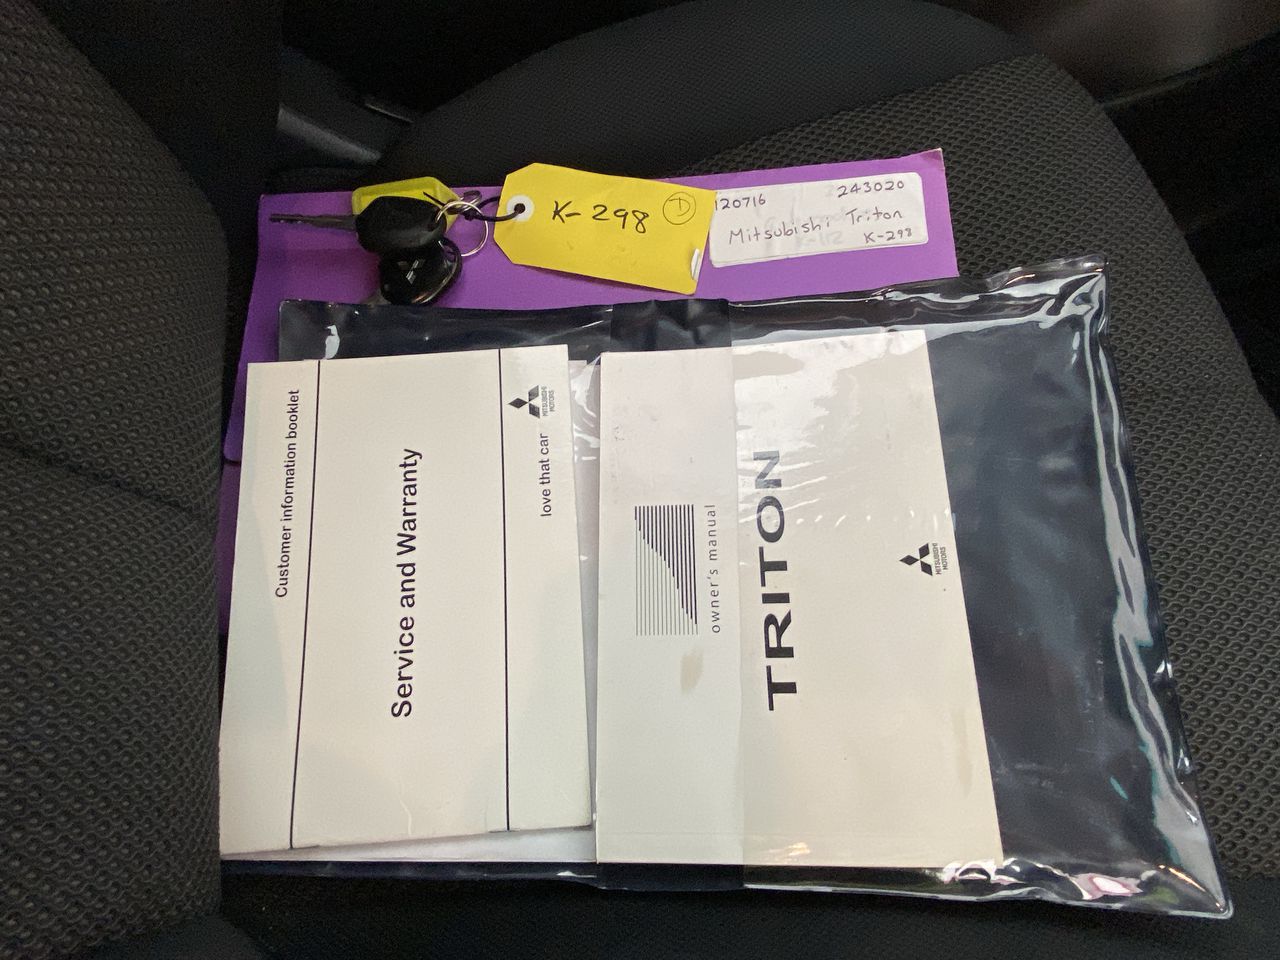 K-298
D
120716 243020
Mitsubishi Triton
K-298
Customer information booklet
Service and Warranty
love that car
MITSUBISHI
MOTORS
owner's manual
TRITON
MITSUBISHI
MOTORS